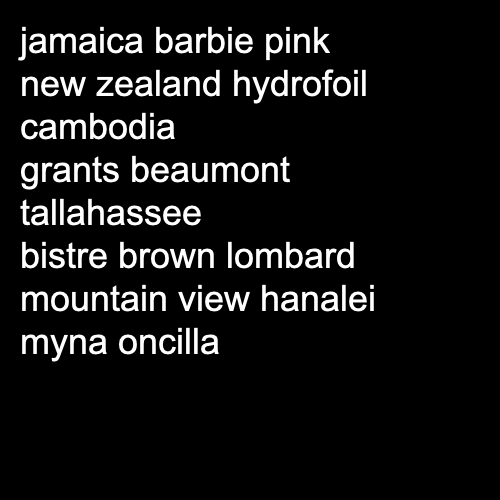 jamaica barbie pink
new zealand hydrofoil
cambodia
grants beaumont
tallahassee
bistre brown lombard
mountain view hanalei
myna oncilla